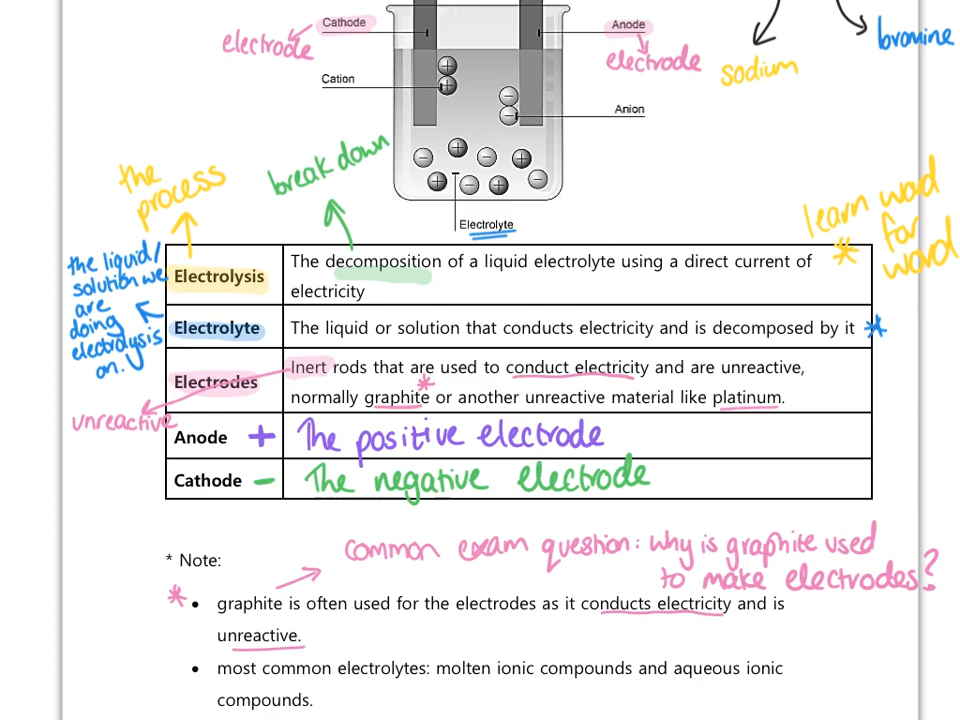 Cathode
electrode
Anode
electrode
sodium
bromine
Cation
Anion
break down
the
process
Electrolyte
learn word
for
word
the liquid/
solution we
are
doing
electrolysis
on.
Electrolysis
The decomposition of a liquid electrolyte using a direct current of
electricity
Electrolyte
The liquid or solution that conducts electricity and is decomposed by it
Electrodes
Inert rods that are used to conduct electricity and are unreactive,
normally graphite or another unreactive material like platinum.
unreactive
Anode +
The positive electrode
Cathode -
The negative electrode
* Note:
common exam question: why is graphite used
to make electrodes?
* • graphite is often used for the electrodes as it conducts electricity and is
unreactive.
• most common electrolytes: molten ionic compounds and aqueous ionic
compounds.